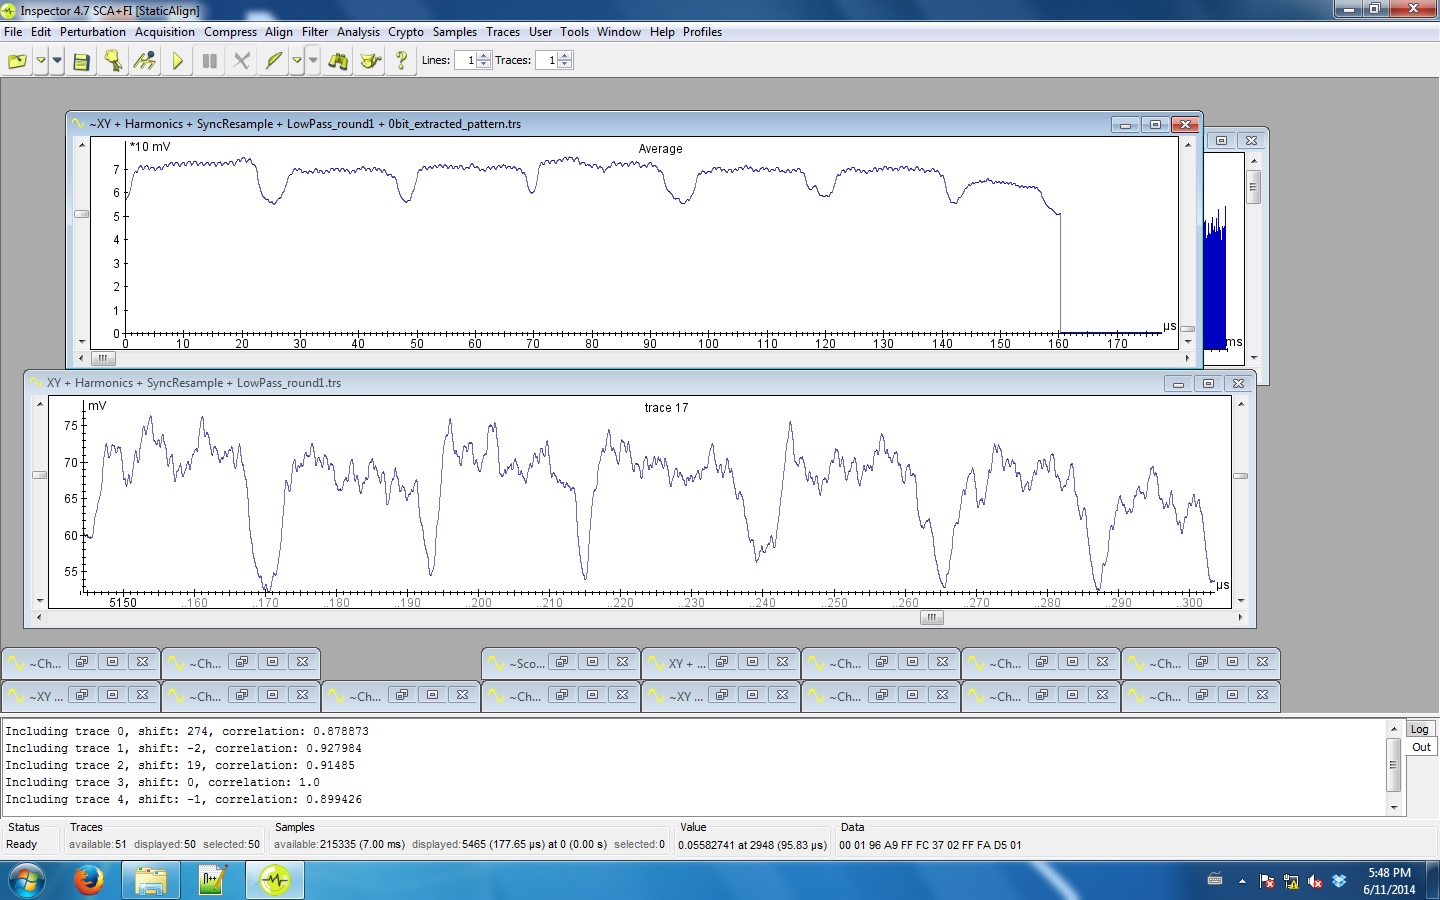 Inspector 4.7 SCA+FI [StaticAlign]
File Edit Perturbation Acquisition Compress Align Filter Analysis Crypto Samples Traces User Tools Window Help Profiles
Lines: 1 Traces: 1
~XY + Harmonics + SyncResample + LowPass_round1 + 0bit_extracted_pattern.trs
*10 mV
Average
7
6
5
4
3
2
1
0
µs
ms
0 10 20 30 40 50 60 70 80 90 100 110 120 130 140 150 160 170
XY + Harmonics + SyncResample + LowPass_round1.trs
mV
trace 17
75
70
65
60
55
µs
5150 ..160 ..170 ..180 ..190 ..200 ..210 ..220 ..230 ..240 ..250 ..260 ..270 ..280 ..290 ..300
~Ch... ~Ch... ~Sco... XY + ... ~Ch... ~Ch... ~Ch...
~XY ... ~Ch... ~Ch... ~Ch... ~XY ... ~Ch... ~Ch... ~Ch...
Including trace 0, shift: 274, correlation: 0.878873
Including trace 1, shift: -2, correlation: 0.927984
Including trace 2, shift: 19, correlation: 0.91485
Including trace 3, shift: 0, correlation: 1.0
Including trace 4, shift: -1, correlation: 0.899426
Log
Out
Status Traces Samples Value Data
Ready available: 51 displayed: 50 selected: 50 available: 215335 (7.00 ms) displayed: 5465 (177.65 µs) at 0 (0.00 s) selected: 0 0.05582741 at 2948 (95.83 µs) 00 01 96 A9 FF FC 37 02 FF FA D5 01
5:48 PM
6/11/2014